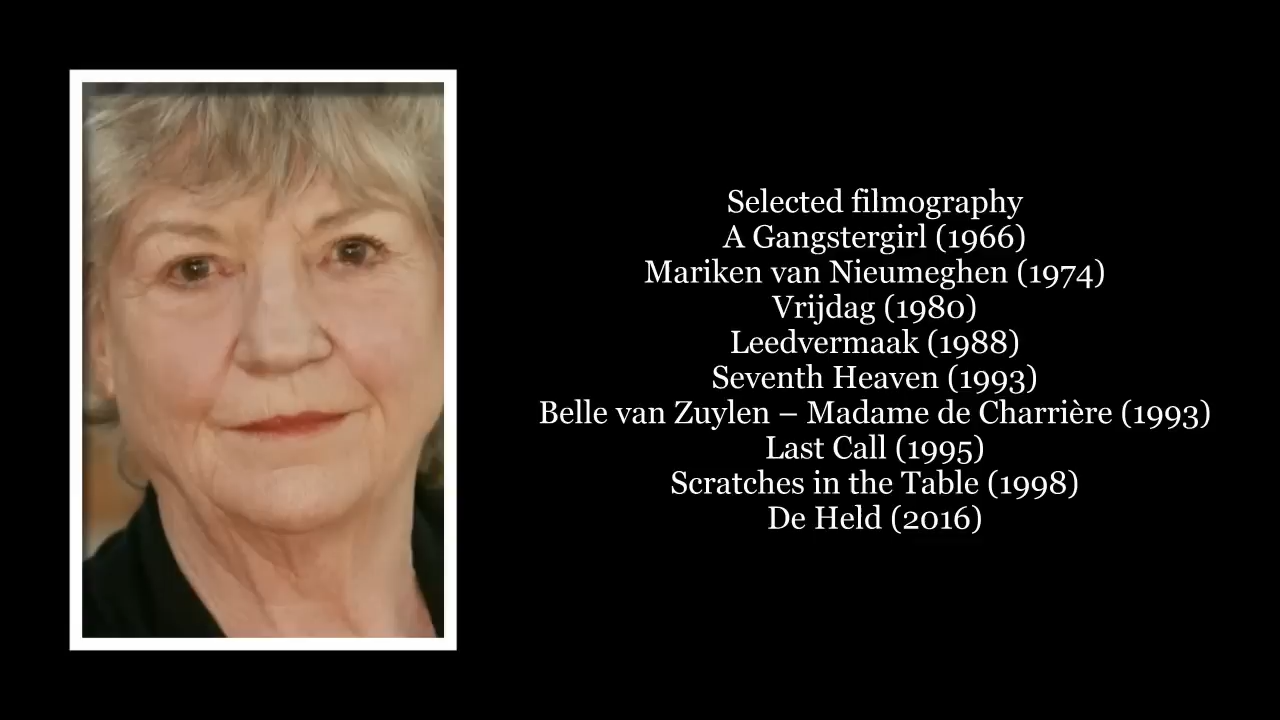 Selected filmography
A Gangstergirl (1966)
Mariken van Nieumeghen (1974)
Vrijdag (1980)
Leedvermaak (1988)
Seventh Heaven (1993)
Belle van Zuylen – Madame de Charrière (1993)
Last Call (1995)
Scratches in the Table (1998)
De Held (2016)